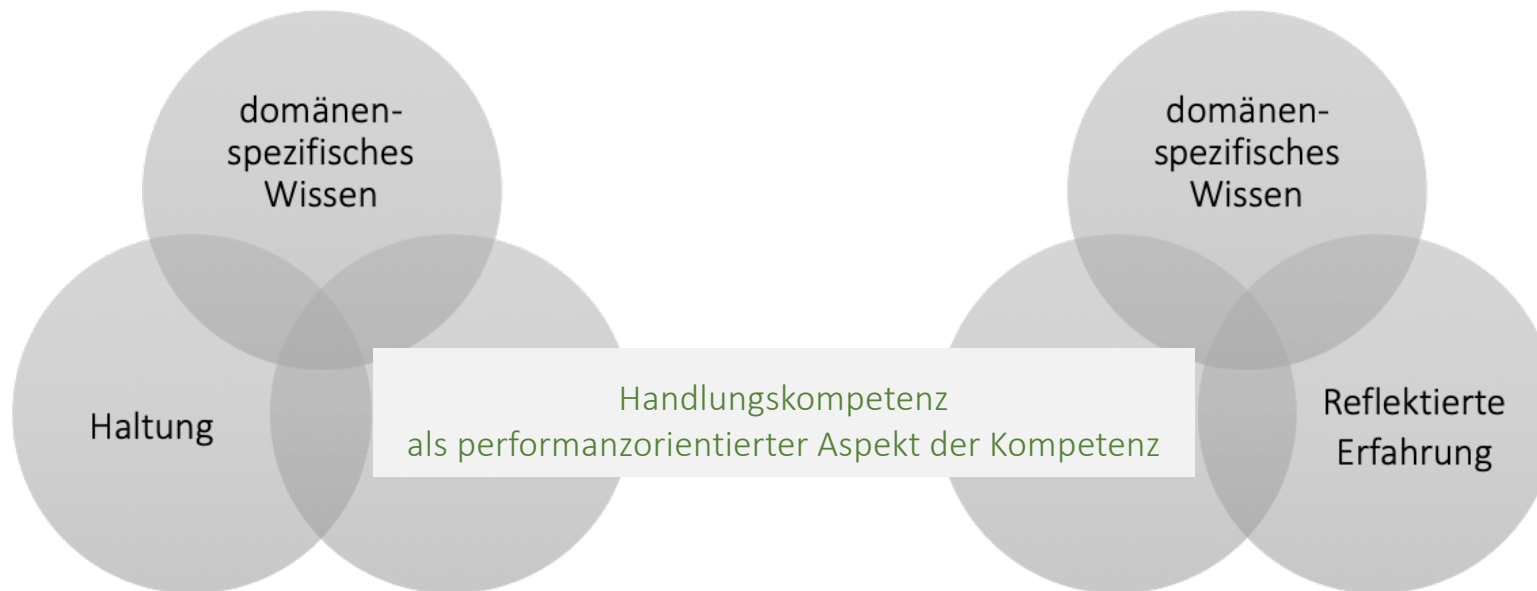 domänen-
spezifisches
Wissen
Haltung
domänen-
spezifisches
Wissen
Reflektierte
Erfahrung
Handlungskompetenz
als performanzorientierter Aspekt der Kompetenz